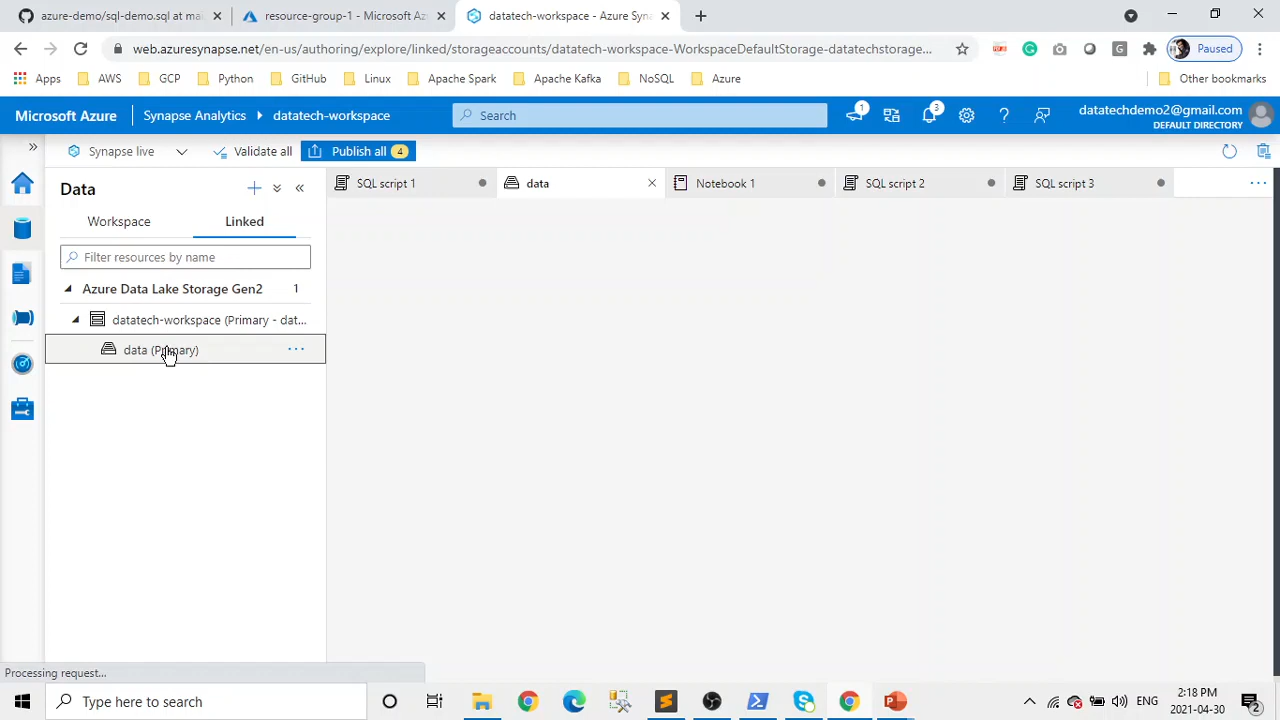 azure-demo/sql-demo.sql at ma
resource-group-1 - Microsoft Az
datatech-workspace - Azure Syn
web.azuresynapse.net/en-us/authoring/explore/linked/storageaccounts/datatech-workspace-WorkspaceDefaultStorage-datatechstorage...
Paused
Apps
AWS
GCP
Python
GitHub
Linux
Apache Spark
Apache Kafka
NoSQL
Azure
Other bookmarks
Microsoft Azure
Synapse Analytics
datatech-workspace
Search
1
3
datatechdemo2@gmail.com
DEFAULT DIRECTORY
Synapse live
Validate all
Publish all
4
Data
SQL script 1
data
Notebook 1
SQL script 2
SQL script 3
Workspace
Linked
Filter resources by name
Azure Data Lake Storage Gen2
1
datatech-workspace (Primary - dat...
data (Primary)
Processing request...
Type here to search
ENG
2:18 PM
2021-04-30
2